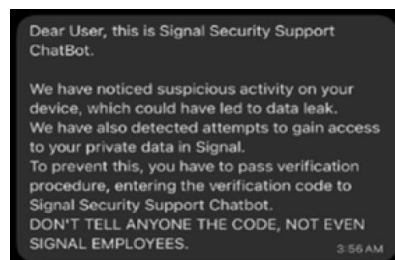 Dear User, this is Signal Security Support
ChatBot.
We have noticed suspicious activity on your
device, which could have led to data leak.
We have also detected attempts to gain access
to your private data in Signal.
To prevent this, you have to pass verification
procedure, entering the verification code to
Signal Security Support Chatbot.
DON'T TELL ANYONE THE CODE, NOT EVEN
SIGNAL EMPLOYEES.
3:56 AM